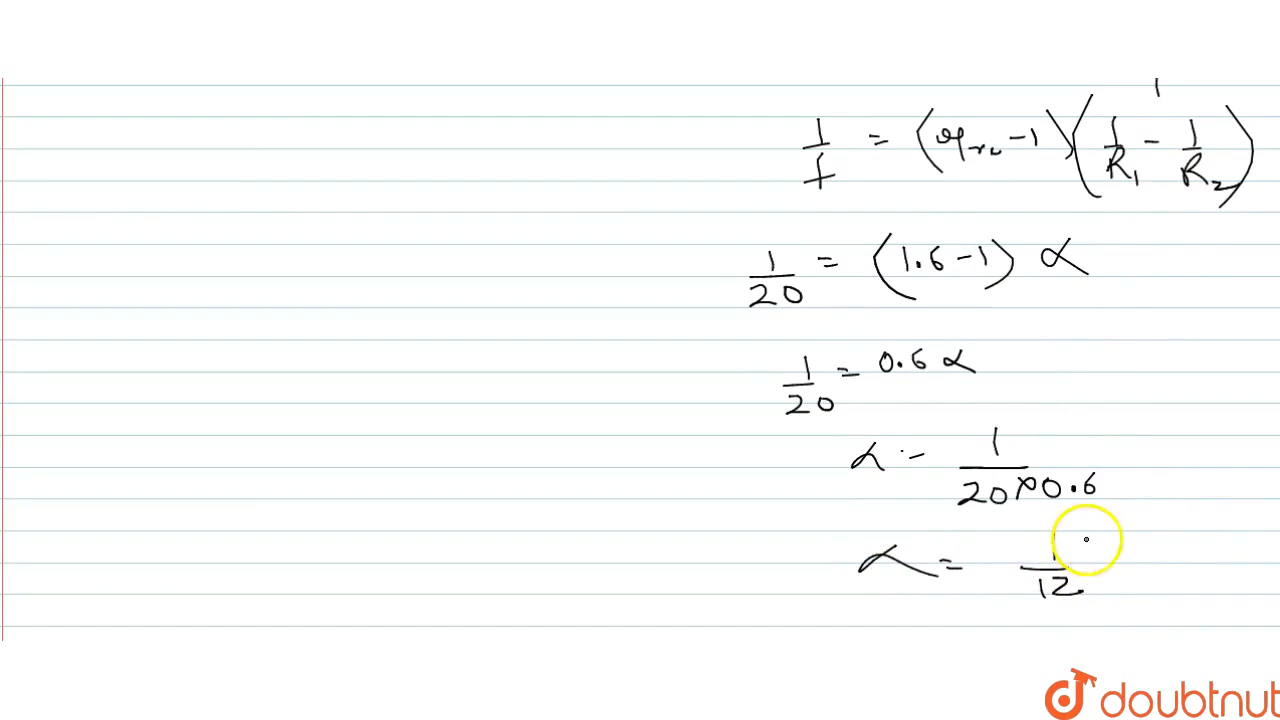 1/f = (μr₂ - 1)(1/R₁ - 1/R₂)
1/20 = (1.6 - 1) α
1/20 = 0.6 α
α = 1/(20×0.6)
α = 1/12
doubtnut